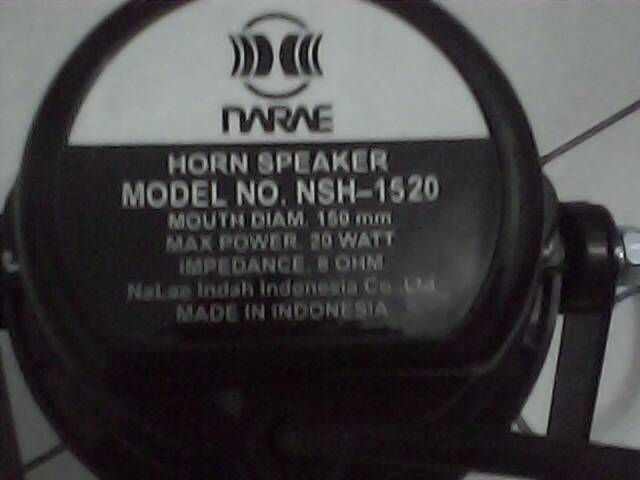 NARAE
HORN SPEAKER
MODEL NO. NSH-1520
MOUTH DIAM. 150 mm
MAX POWER. 20 WATT
IMPEDANCE. 8 OHM
Indah Indonesia Co. Ltd
MADE IN INDONESIA